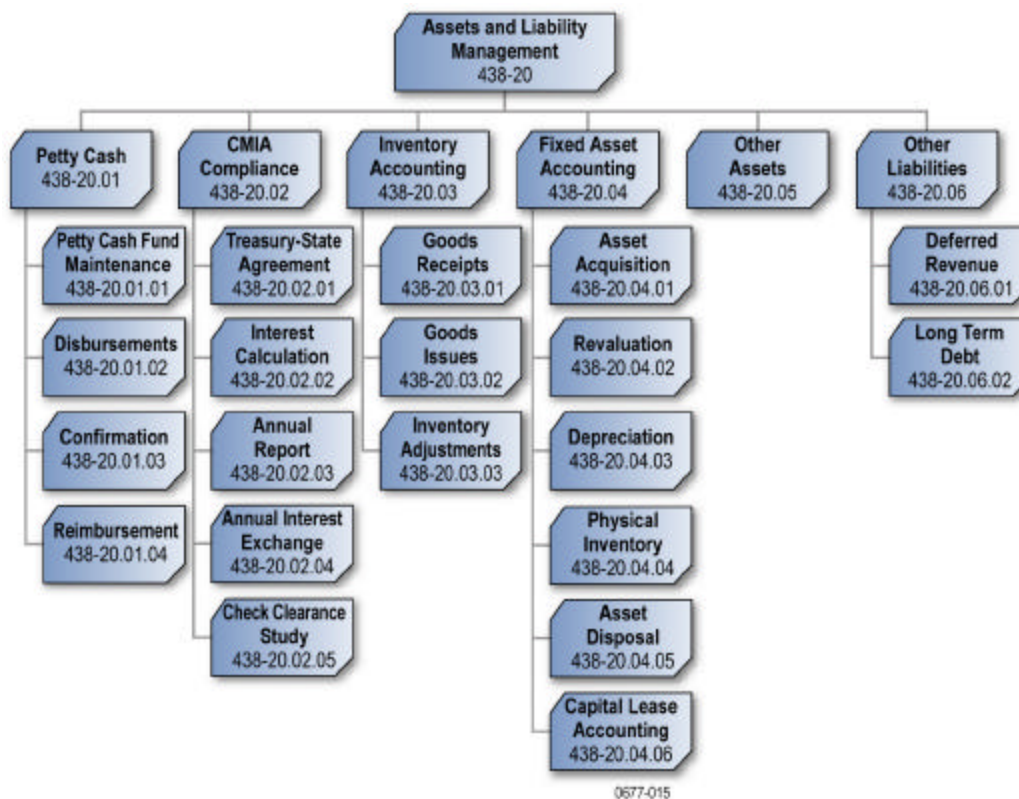 Assets and Liability
Management
438-20
Petty Cash
438-20.01
CMIA
Compliance
438-20.02
Inventory
Accounting
438-20.03
Fixed Asset
Accounting
438-20.04
Other
Assets
438-20.05
Other
Liabilities
438-20.06
Petty Cash Fund
Maintenance
438-20.01.01
Disbursements
438-20.01.02
Confirmation
438-20.01.03
Reimbursement
438-20.01.04
Treasury-State
Agreement
438-20.02.01
Interest
Calculation
438-20.02.02
Annual
Report
438-20.02.03
Annual Interest
Exchange
438-20.02.04
Check Clearance
Study
438-20.02.05
Goods
Receipts
438-20.03.01
Goods
Issues
438-20.03.02
Inventory
Adjustments
438-20.03.03
Asset
Acquisition
438-20.04.01
Revaluation
438-20.04.02
Depreciation
438-20.04.03
Physical
Inventory
438-20.04.04
Asset
Disposal
438-20.04.05
Capital Lease
Accounting
438-20.04.06
Deferred
Revenue
438-20.06.01
Long Term
Debt
438-20.06.02
0677-015